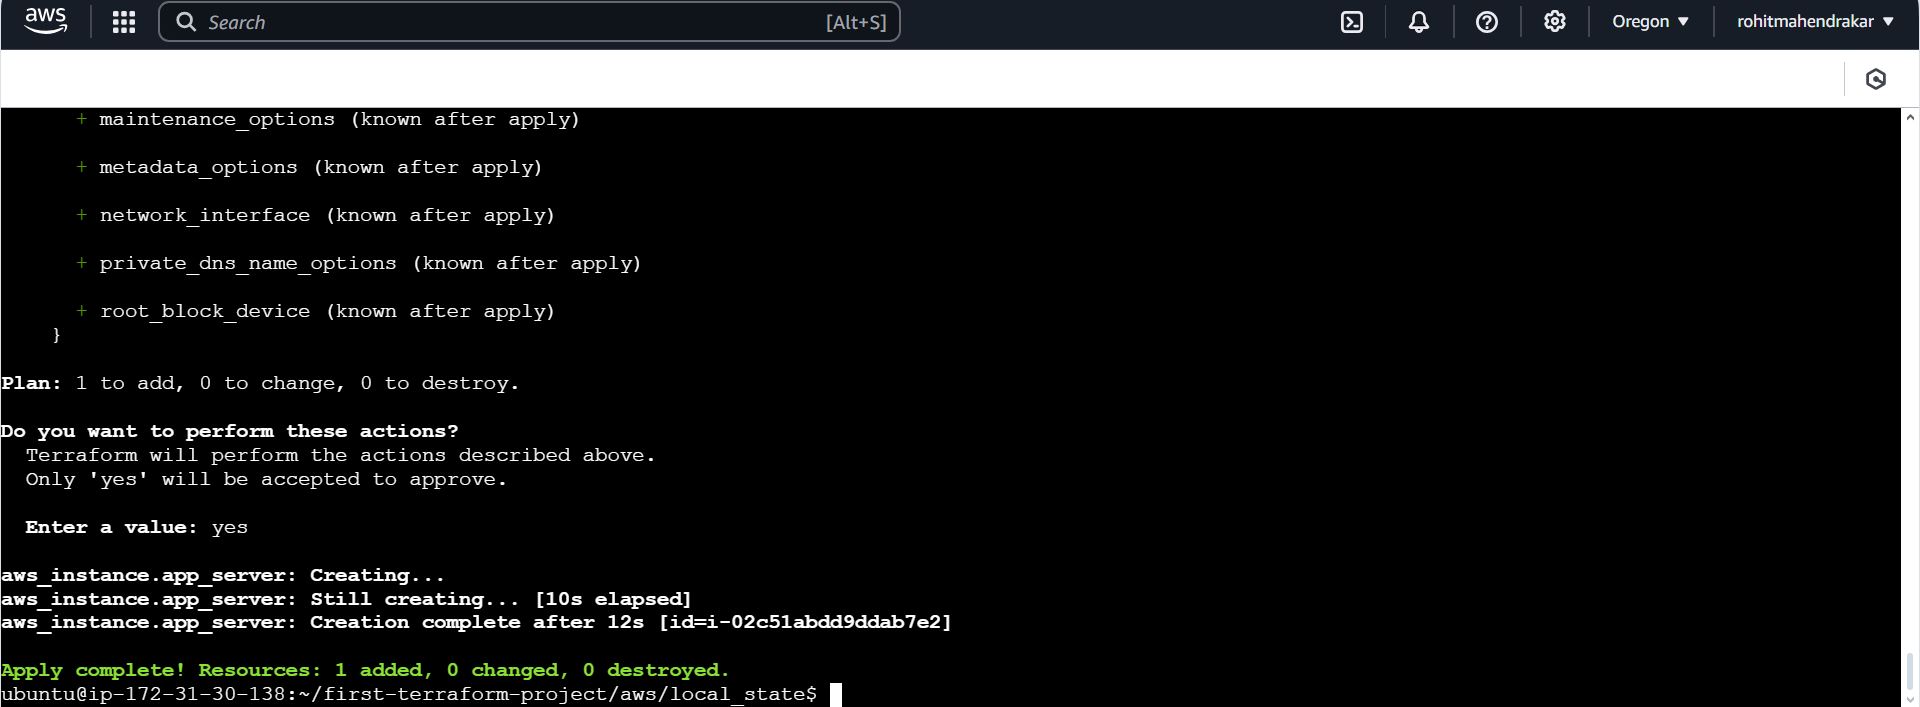 aws
Search [Alt+S] Oregon rohitmahendrakar
+ maintenance_options (known after apply)
+ metadata_options (known after apply)
+ network_interface (known after apply)
+ private_dns_name_options (known after apply)
+ root_block_device (known after apply)
}
Plan: 1 to add, 0 to change, 0 to destroy.
Do you want to perform these actions?
Terraform will perform the actions described above.
Only 'yes' will be accepted to approve.
Enter a value: yes
aws_instance.app_server: Creating...
aws_instance.app_server: Still creating... [10s elapsed]
aws_instance.app_server: Creation complete after 12s [id=i-02c51abdd9ddab7e2]
Apply complete! Resources: 1 added, 0 changed, 0 destroyed.
ubuntu@ip-172-31-30-138:~/first-terraform-project/aws/local_state$